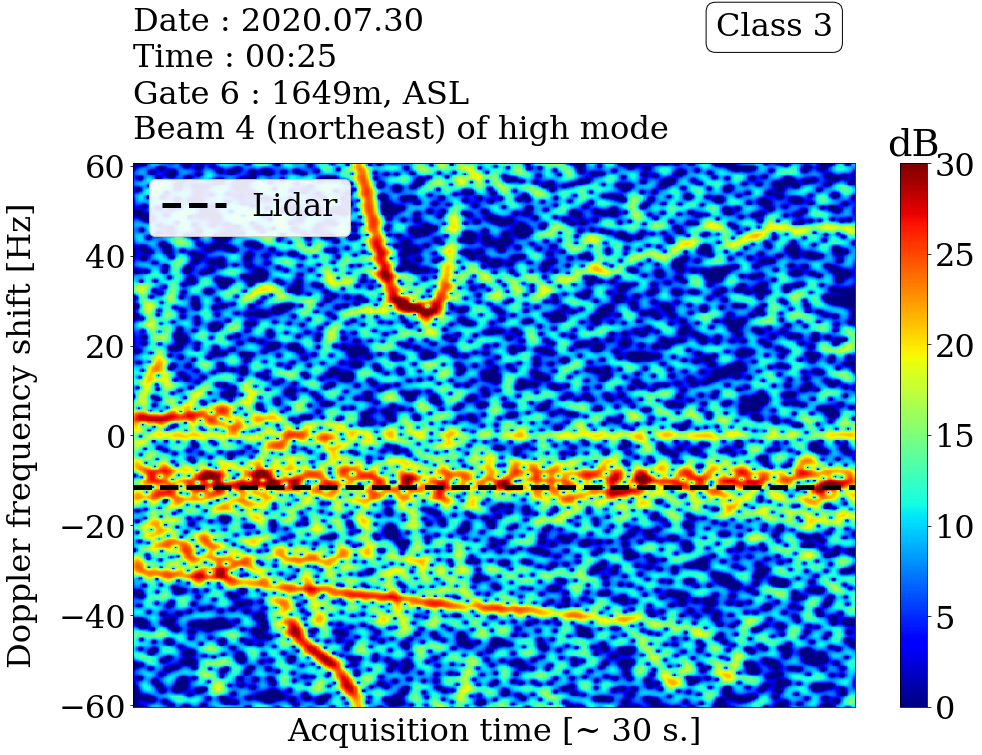 Date : 2020.07.30
Time : 00:25
Gate 6 : 1649m, ASL
Beam 4 (northeast) of high mode
Class 3
dB
Lidar
60
40
20
0
−20
−40
−60
Doppler frequency shift [Hz]
Acquisition time [~ 30 s.]
30
25
20
15
10
5
0